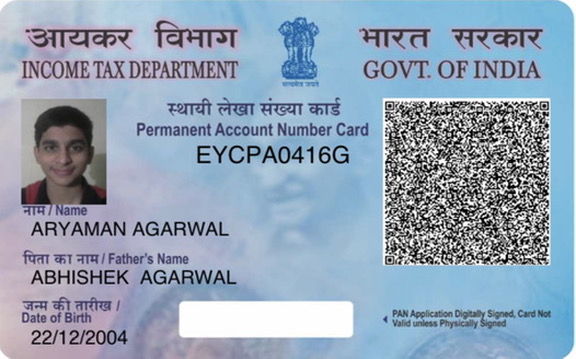 आयकर विभाग
INCOME TAX DEPARTMENT
सत्यमेव जयते
भारत सरकार
GOVT. OF INDIA
स्थायी लेखा संख्या कार्ड
Permanent Account Number Card
EYCPA0416G
नाम / Name
ARYAMAN AGARWAL
पिता का नाम / Father's Name
ABHISHEK AGARWAL
जन्म की तारीख /
Date of Birth
22/12/2004
PAN Application Digitally Signed, Card Not
Valid unless Physically Signed